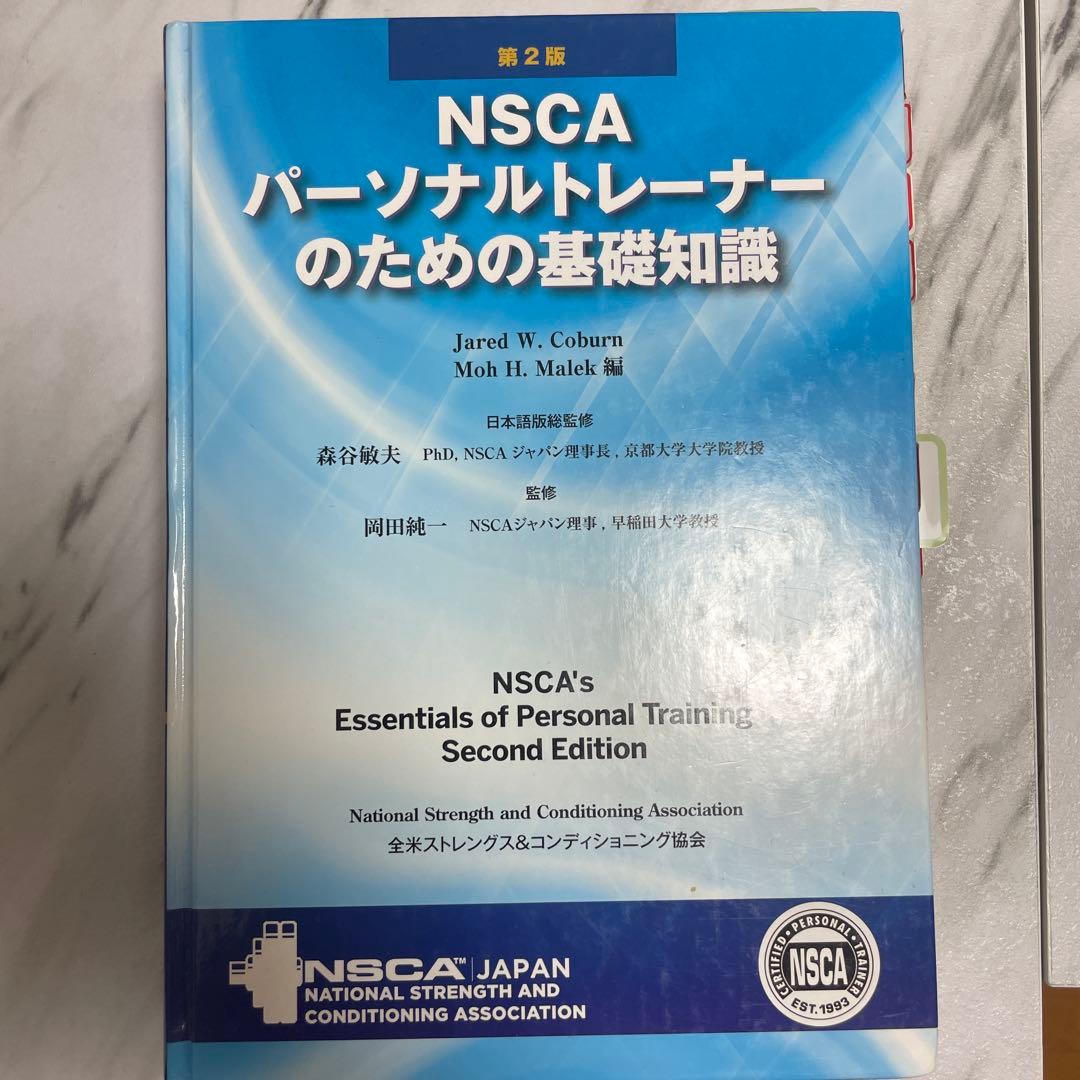 第2版
NSCA
パーソナルトレーナー
のための基礎知識
Jared W. Coburn
Moh H. Malek 編
日本語版総監修
森谷敏夫 PhD, NSCA ジャパン理事長 , 京都大学大学院教授
監修
岡田純一 NSCAジャパン理事 , 早稲田大学教授
NSCA's
Essentials of Personal Training
Second Edition
National Strength and Conditioning Association
全米ストレングス&コンディショニング協会
NSCA™ JAPAN
NATIONAL STRENGTH AND
CONDITIONING ASSOCIATION
CERTIFIED • PERSONAL • TRAINER
NSCA
EST. 1993